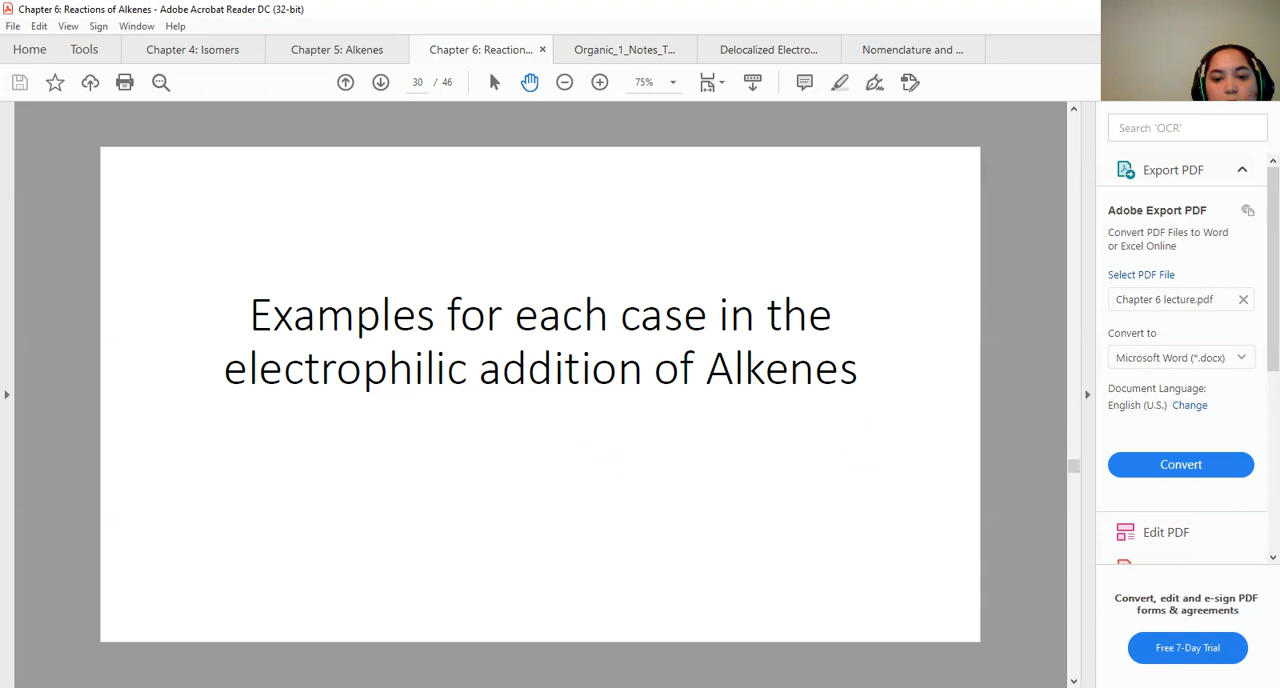 Chapter 6: Reactions of Alkenes - Adobe Acrobat Reader DC (32-bit)
File Edit View Sign Window Help
Home Tools Chapter 4: Isomers Chapter 5: Alkenes Chapter 6: Reaction... × Organic_1_Notes_T... Delocalized Electro... Nomenclature and ...
30 / 46 75%
Search 'OCR'
Export PDF
Adobe Export PDF
Convert PDF Files to Word
or Excel Online
Select PDF File
Chapter 6 lecture.pdf
Convert to
Microsoft Word (*.docx)
Document Language:
English (U.S.) Change
Convert
Edit PDF
Convert, edit and e-sign PDF
forms & agreements
Free 7-Day Trial
Examples for each case in the
electrophilic addition of Alkenes